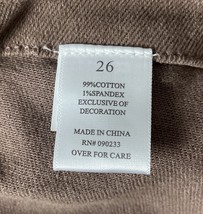 26
99%COTTON
1%SPANDEX
EXCLUSIVE OF
DECORATION
MADE IN CHINA
RN# 090233
OVER FOR CARE